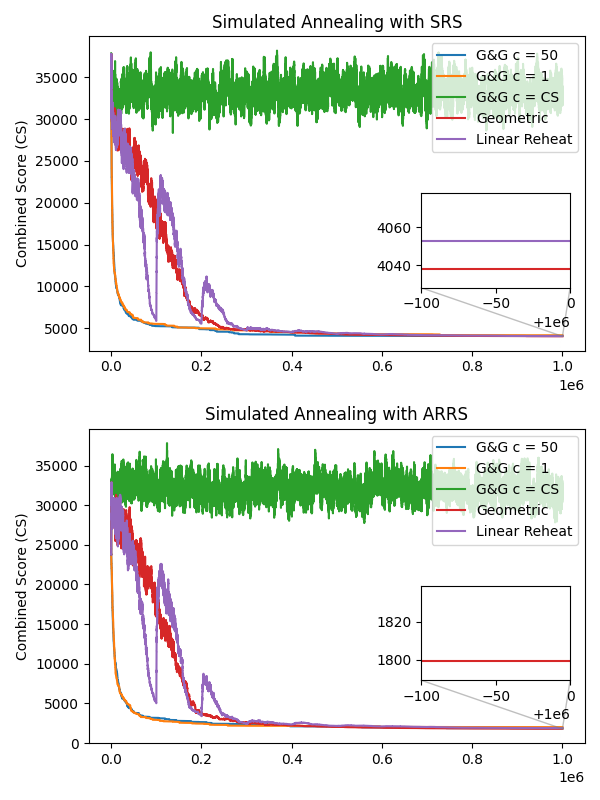 Simulated Annealing with SRS
Combined Score (CS)
35000
30000
25000
20000
15000
10000
5000
G&G c = 50
G&G c = 1
G&G c = CS
Geometric
Linear Reheat
4060
4040
−100 −50 0
+1e6
0.0 0.2 0.4 0.6 0.8 1.0
1e6
Simulated Annealing with ARRS
Combined Score (CS)
35000
30000
25000
20000
15000
10000
5000
0
G&G c = 50
G&G c = 1
G&G c = CS
Geometric
Linear Reheat
1820
1800
−100 −50 0
+1e6
0.0 0.2 0.4 0.6 0.8 1.0
1e6